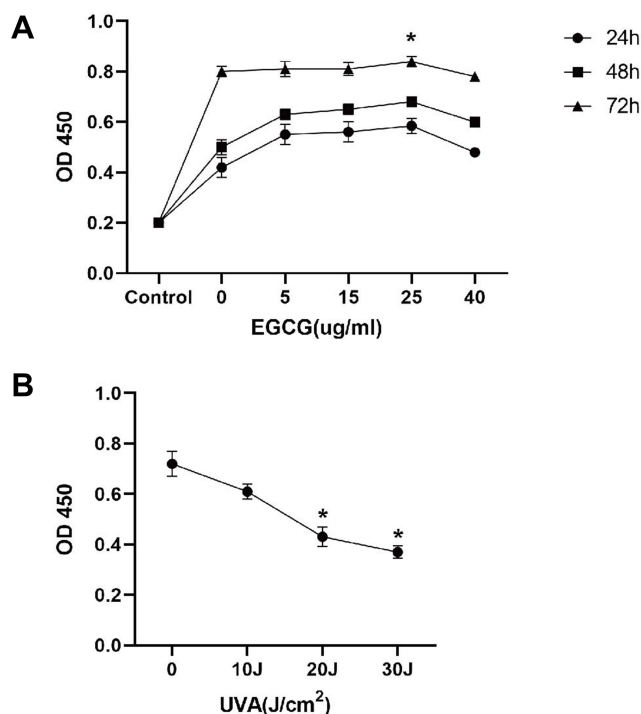 A
*
24h
48h
72h
1.0
0.8
0.6
0.4
0.2
0.0
OD 450
Control 0 5 15 25 40
EGCG(ug/ml)
B
1.0
0.8
0.6
0.4
0.2
0.0
OD 450
*
*
0 10J 20J 30J
UVA(J/cm²)